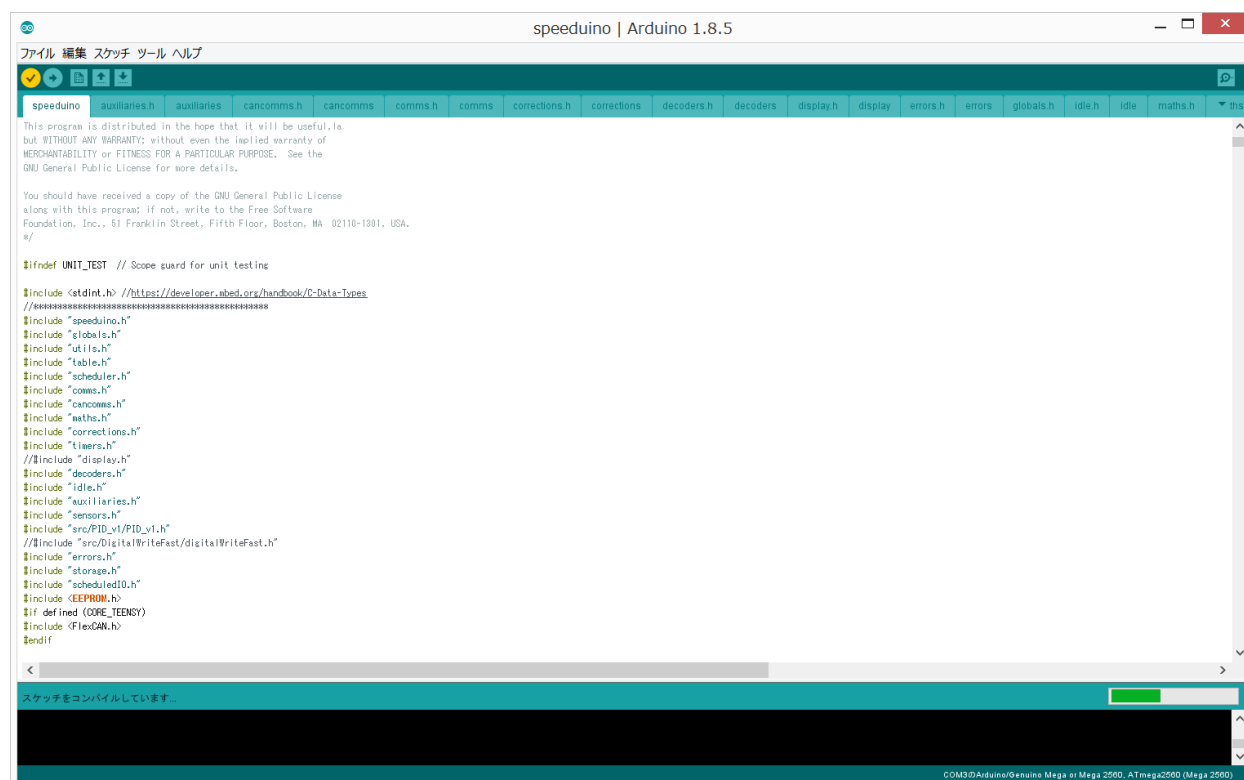 speeduino | Arduino 1.8.5
ファイル 編集 スケッチ ツール ヘルプ
speeduino auxiliaries.h auxiliaries cancomms.h cancomms comms.h comms corrections.h corrections decoders.h decoders display.h display errors.h errors globals.h idle.h idle maths.h ths
This program is distributed in the hope that it will be useful,la
but WITHOUT ANY WARRANTY; without even the implied warranty of
MERCHANTABILITY or FITNESS FOR A PARTICULAR PURPOSE.  See the
GNU General Public License for more details.
You should have received a copy of the GNU General Public License
along with this program; if not, write to the Free Software
Foundation, Inc., 51 Franklin Street, Fifth Floor, Boston, MA  02110-1301, USA.
*/
#ifndef UNIT_TEST  // Scope guard for unit testing
#include <stdint.h> //https://developer.mbed.org/handbook/C-Data-Types
//************************************************
#include "speeduino.h"
#include "globals.h"
#include "utils.h"
#include "table.h"
#include "scheduler.h"
#include "comms.h"
#include "cancomms.h"
#include "maths.h"
#include "corrections.h"
#include "timers.h"
//#include "display.h"
#include "decoders.h"
#include "idle.h"
#include "auxiliaries.h"
#include "sensors.h"
#include "src/PID_v1/PID_v1.h"
//#include "src/DigitalWriteFast/digitalWriteFast.h"
#include "errors.h"
#include "storage.h"
#include "scheduledIO.h"
#include <EEPROM.h>
#if defined (CORE_TEENSY)
#include <FlexCAN.h>
#endif
スケッチをコンパイルしています...
COM3のArduino/Genuino Mega or Mega 2560, ATmega2560 (Mega 2560)